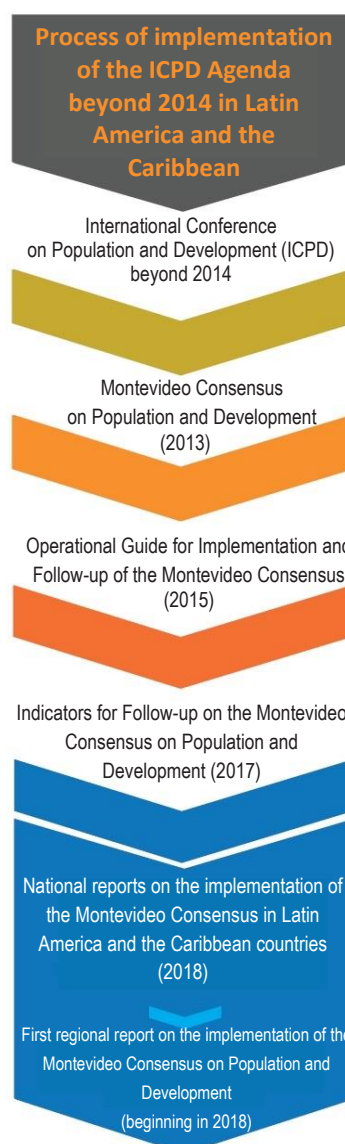 Process of implementation
of the ICPD Agenda
beyond 2014 in Latin
America and the
Caribbean
International Conference
on Population and Development (ICPD)
beyond 2014
Montevideo Consensus
on Population and Development
(2013)
Operational Guide for Implementation and
Follow-up of the Montevideo Consensus
(2015)
Indicators for Follow-up on the Montevideo
Consensus on Population and
Development (2017)
National reports on the implementation of
the Montevideo Consensus in Latin
America and the Caribbean countries
(2018)
First regional report on the implementation of the
Montevideo Consensus on Population and
Development
(beginning in 2018)